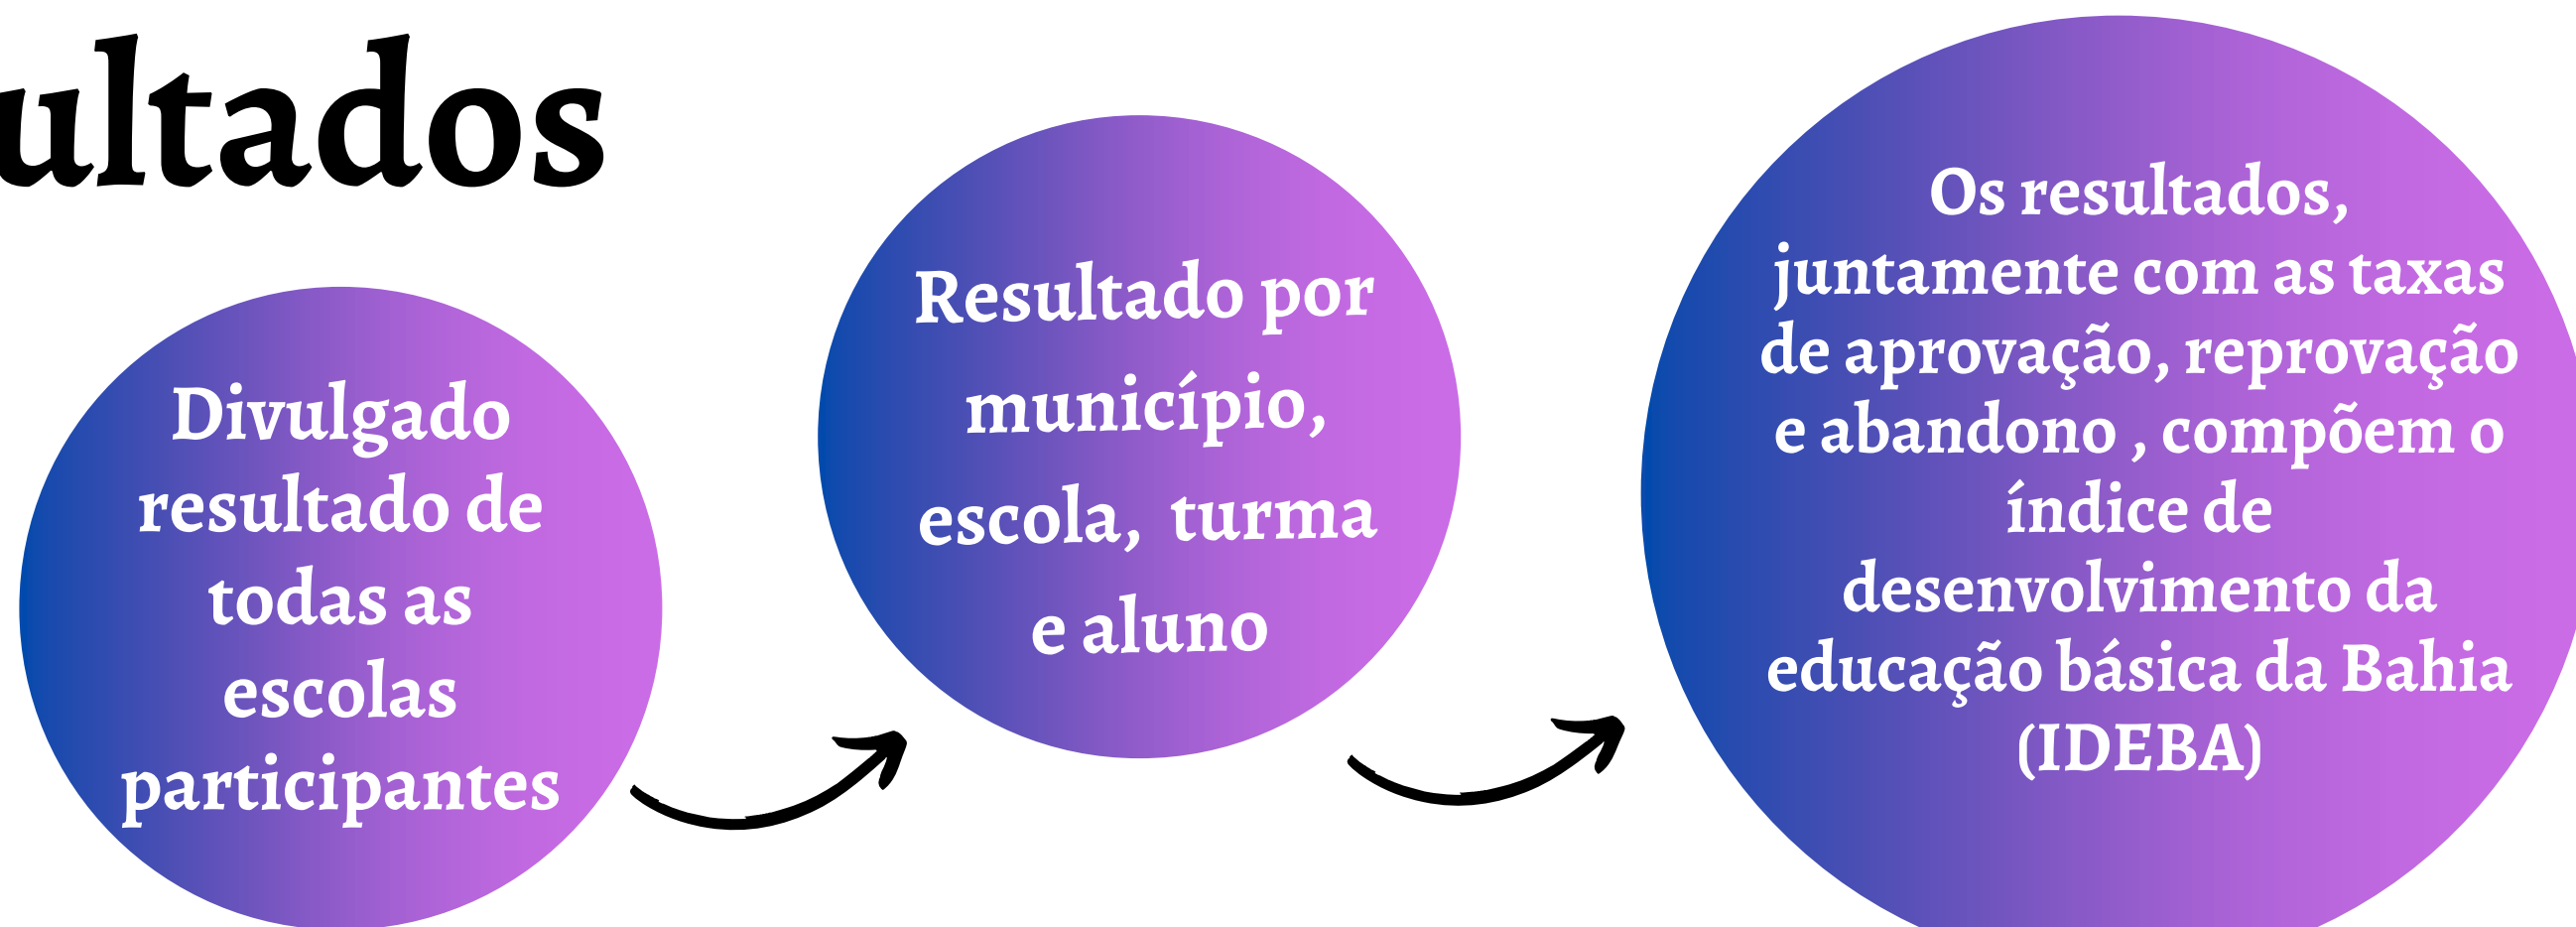 ultados
Divulgado
resultado de
todas as
escolas
participantes
Resultado por
município,
escola, turma
e aluno
Os resultados,
juntamente com as taxas
de aprovação, reprovação
e abandono , compõem o
índice de
desenvolvimento da
educação básica da Bahia
(IDEBA)